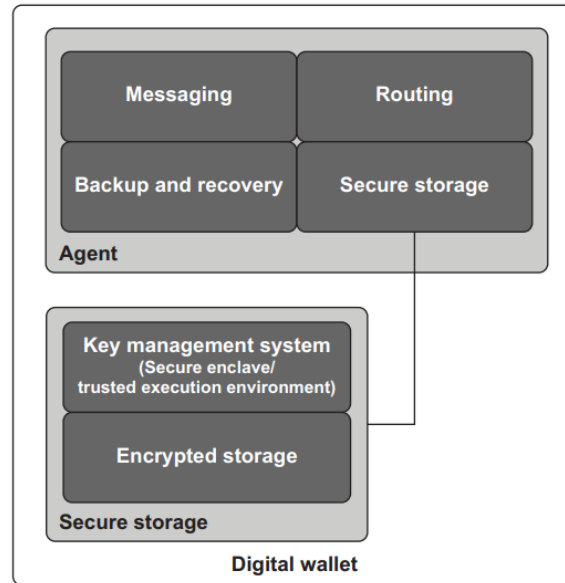 Messaging
Routing
Backup and recovery
Secure storage
Agent
Key management system
(Secure enclave/
trusted execution environment)
Encrypted storage
Secure storage
Digital wallet